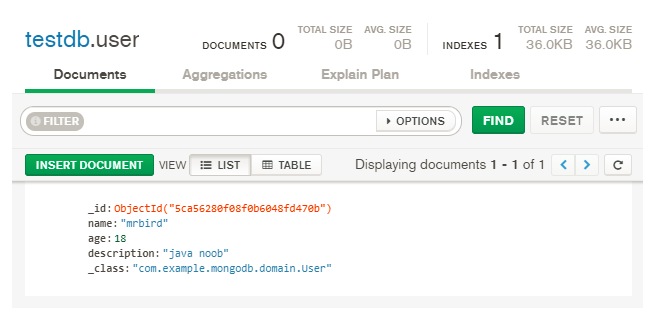 testdb.user
DOCUMENTS 0 TOTAL SIZE 0B AVG. SIZE 0B INDEXES 1 TOTAL SIZE 36.0KB AVG. SIZE 36.0KB
Documents Aggregations Explain Plan Indexes
FILTER OPTIONS FIND RESET ...
INSERT DOCUMENT VIEW LIST TABLE Displaying documents 1 - 1 of 1
_id: ObjectId("5ca56280f08f0b6048fd470b")
name: "mrbird"
age: 18
description: "java noob"
_class: "com.example.mongodb.domain.User"